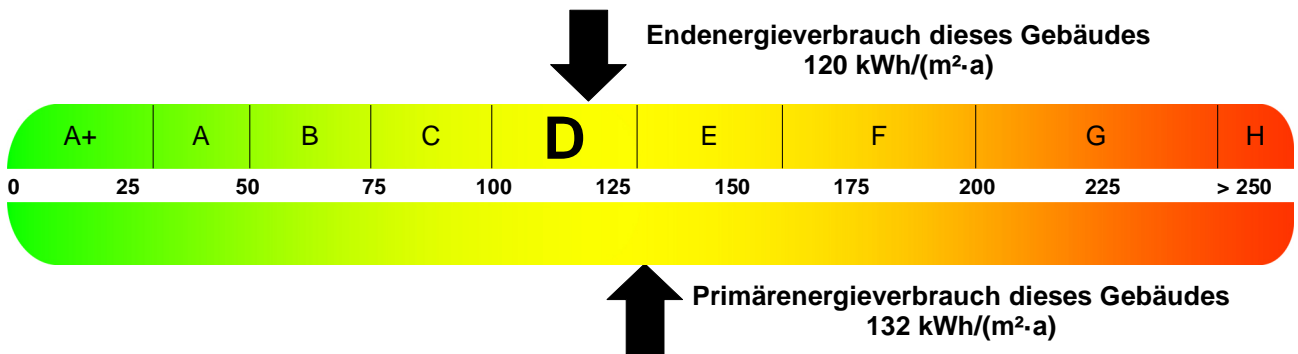 Endenergieverbrauch dieses Gebäudes
120 kWh/(m²·a)
A+ A B C D E F G H
0 25 50 75 100 125 150 175 200 225 > 250
Primärenergieverbrauch dieses Gebäudes
132 kWh/(m²·a)